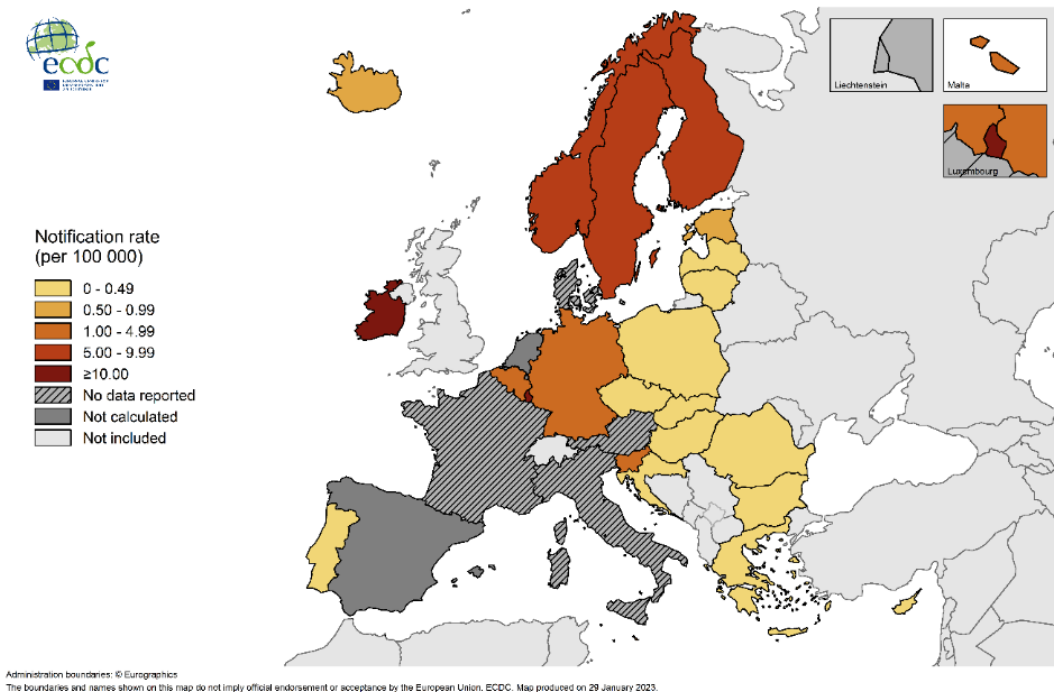 ecdc
Liechtenstein
Malta
Luxembourg
Notification rate
(per 100 000)
0 - 0.49
0.50 - 0.99
1.00 - 4.99
5.00 - 9.99
≥10.00
No data reported
Not calculated
Not included
Administration boundaries: © Eurographics
The boundaries and names shown on this map do not imply official endorsement or acceptance by the European Union. ECDC. Map produced on 29 January 2023.